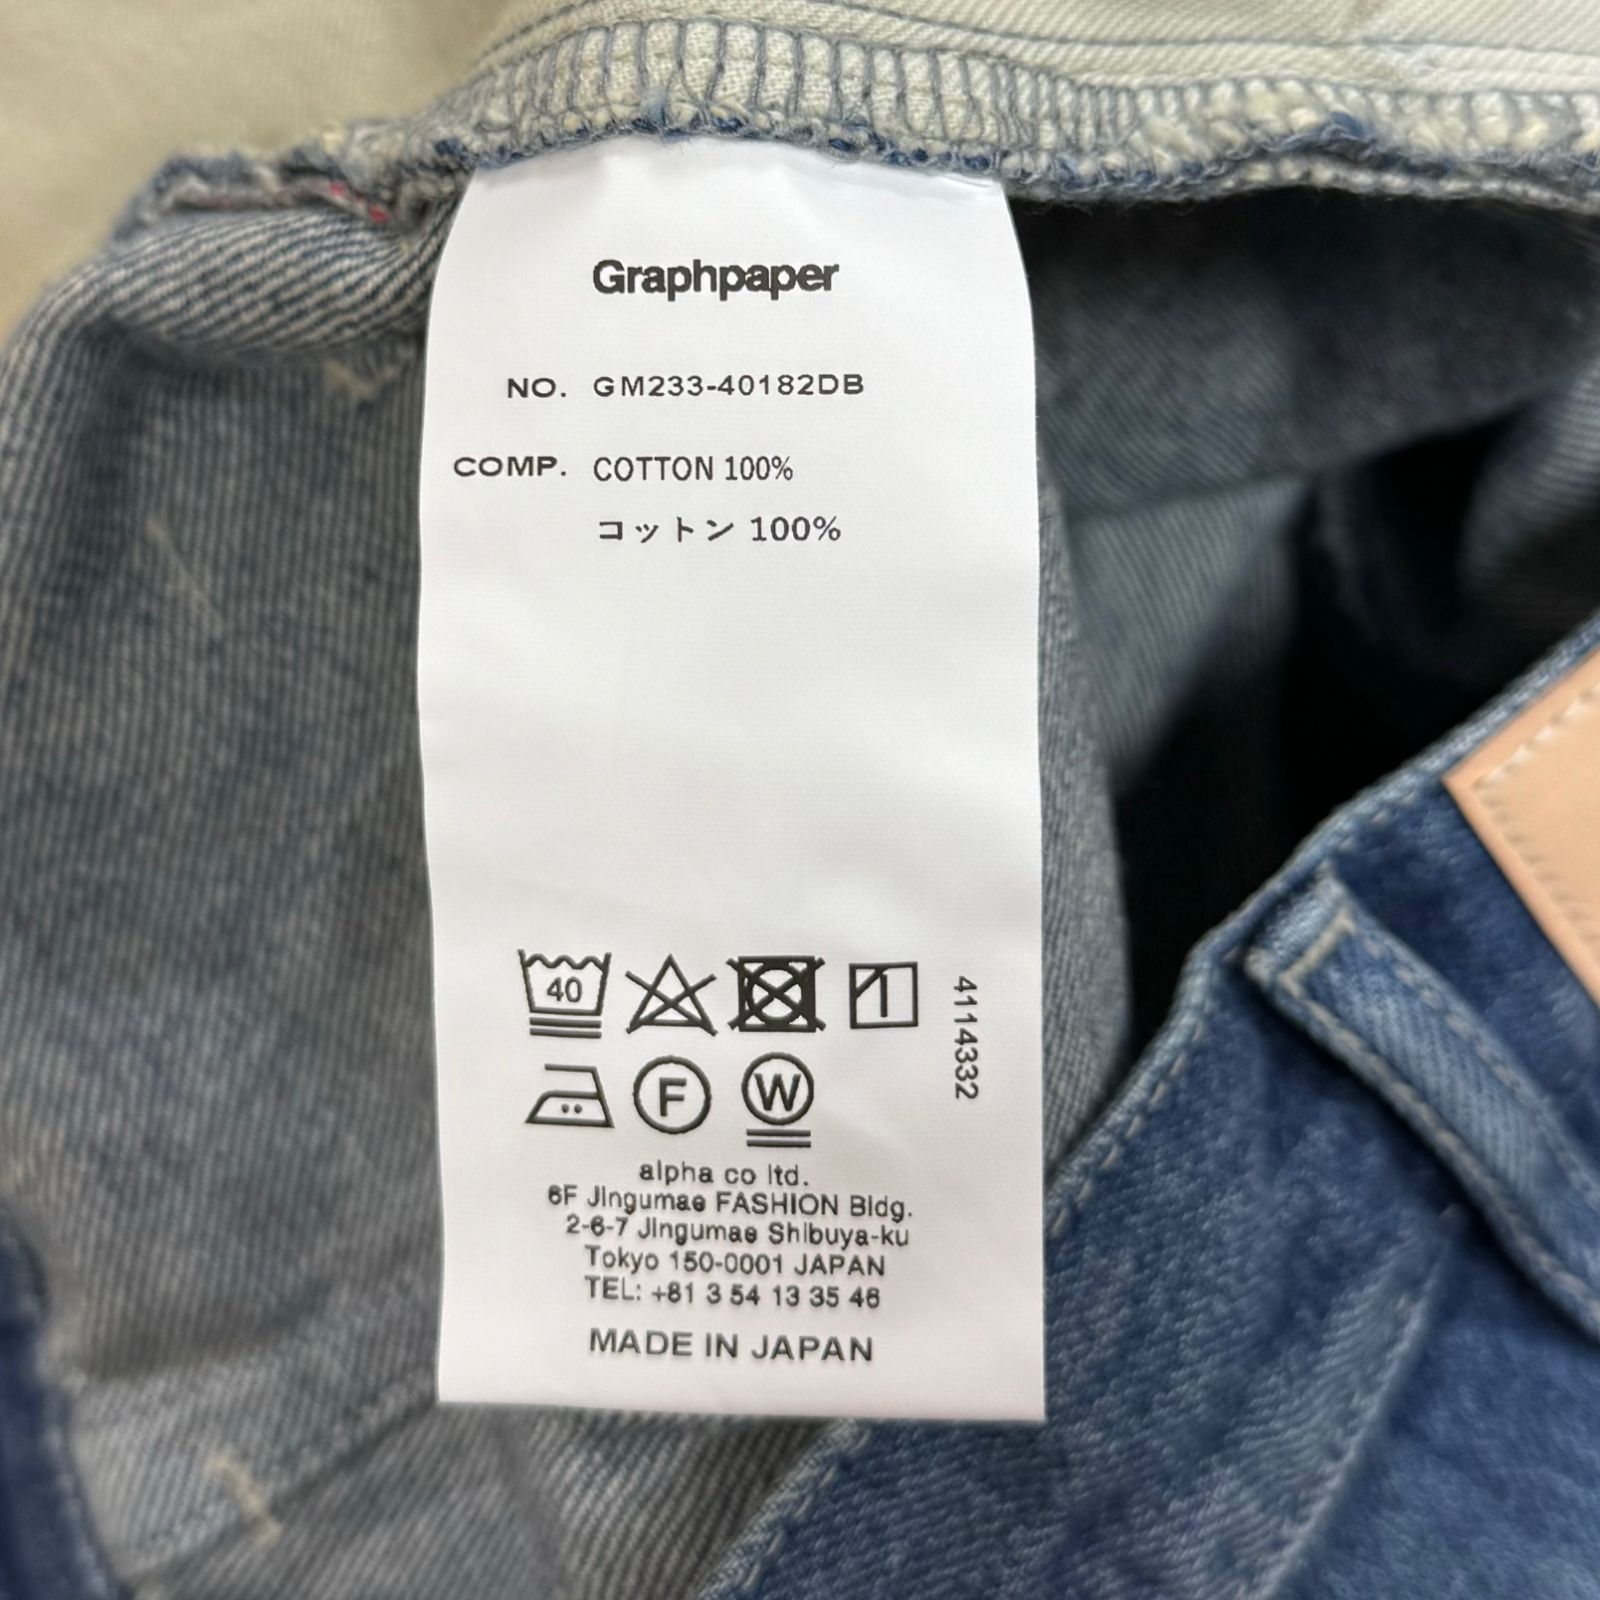 Graphpaper
NO. GM233-40182DB
COMP. COTTON 100%
コットン 100%
40
F W
4114332
alpha co ltd.
6F Jingumae FASHION Bldg.
2-6-7 Jingumae Shibuya-ku
Tokyo 150-0001 JAPAN
TEL: +81 3 54 13 35 46
MADE IN JAPAN